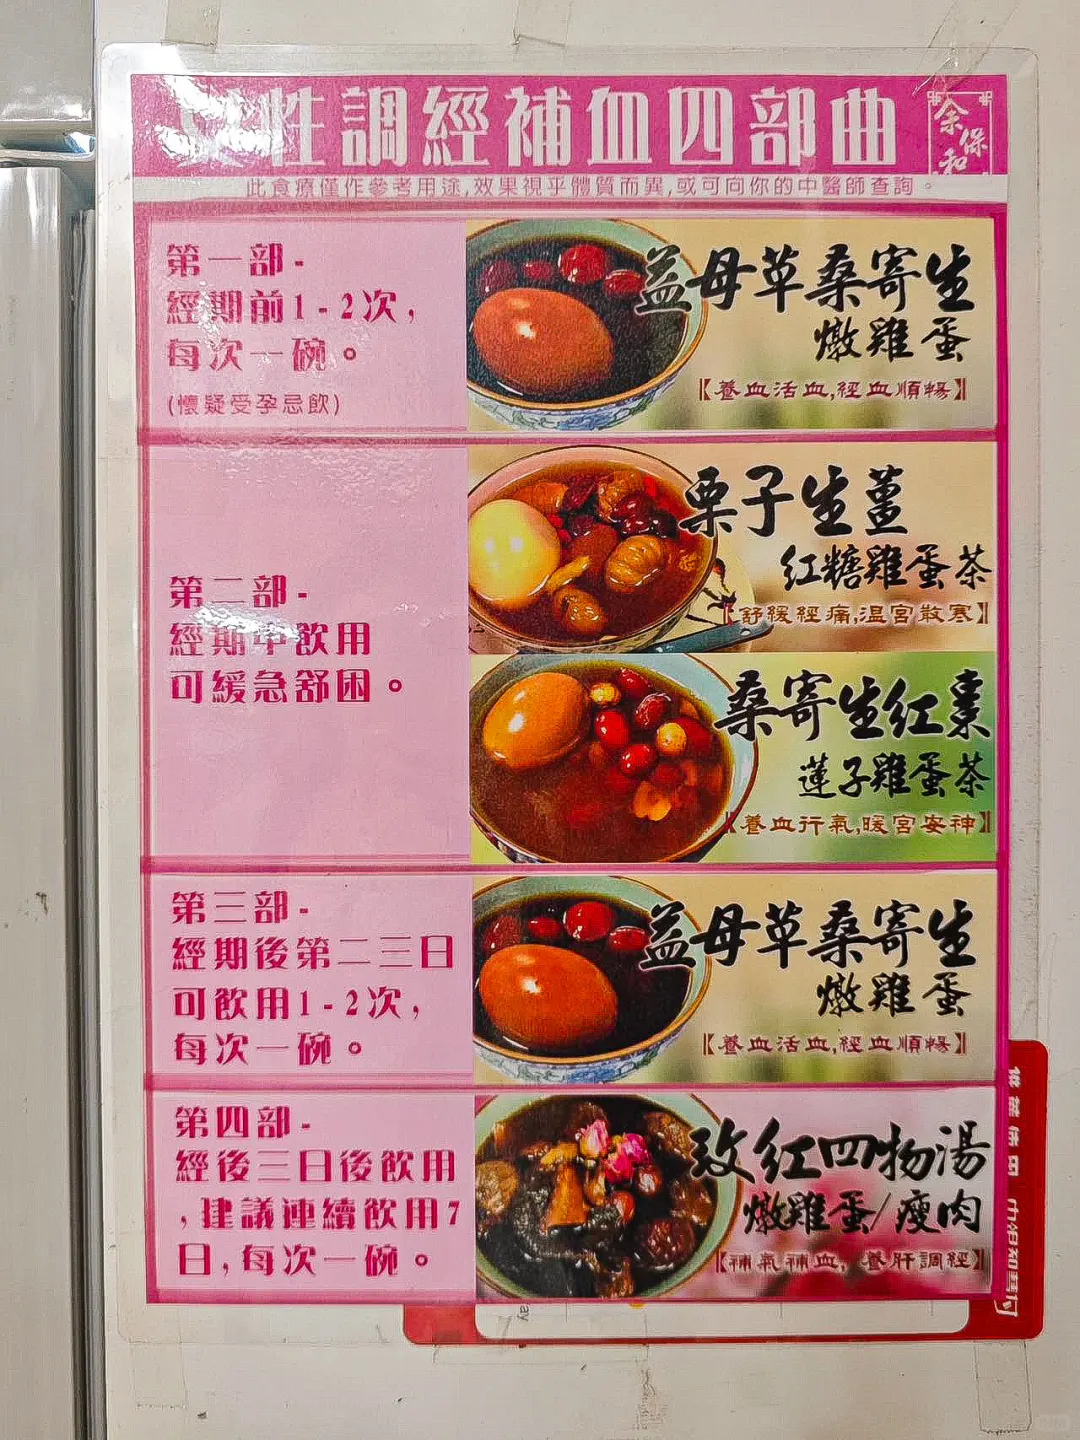 女性調經補血四部曲
余保和
此食療僅作參考用途,效果視乎體質而異,或可向你的中醫師查詢。
第一部-
經期前1-2次,
每次一碗。
(懷疑受孕忌飲)
益母草桑寄生
燉雞蛋
【養血活血,經血順暢】
第二部-
經期中飲用
可緩急舒困。
栗子生薑
紅糖雞蛋茶
【舒緩經痛,温宮散寒】
桑寄生紅棗
蓮子雞蛋茶
【養血行氣,暖宮安神】
第三部-
經期後第二三日
可飲用1-2次,
每次一碗。
益母草桑寄生
燉雞蛋
【養血活血,經血順暢】
第四部-
經後三日後飲用
,建議連續飲用7
日,每次一碗。
玫紅四物湯
燉雞蛋/瘦肉
【補氣補血,養肝調經】
ay